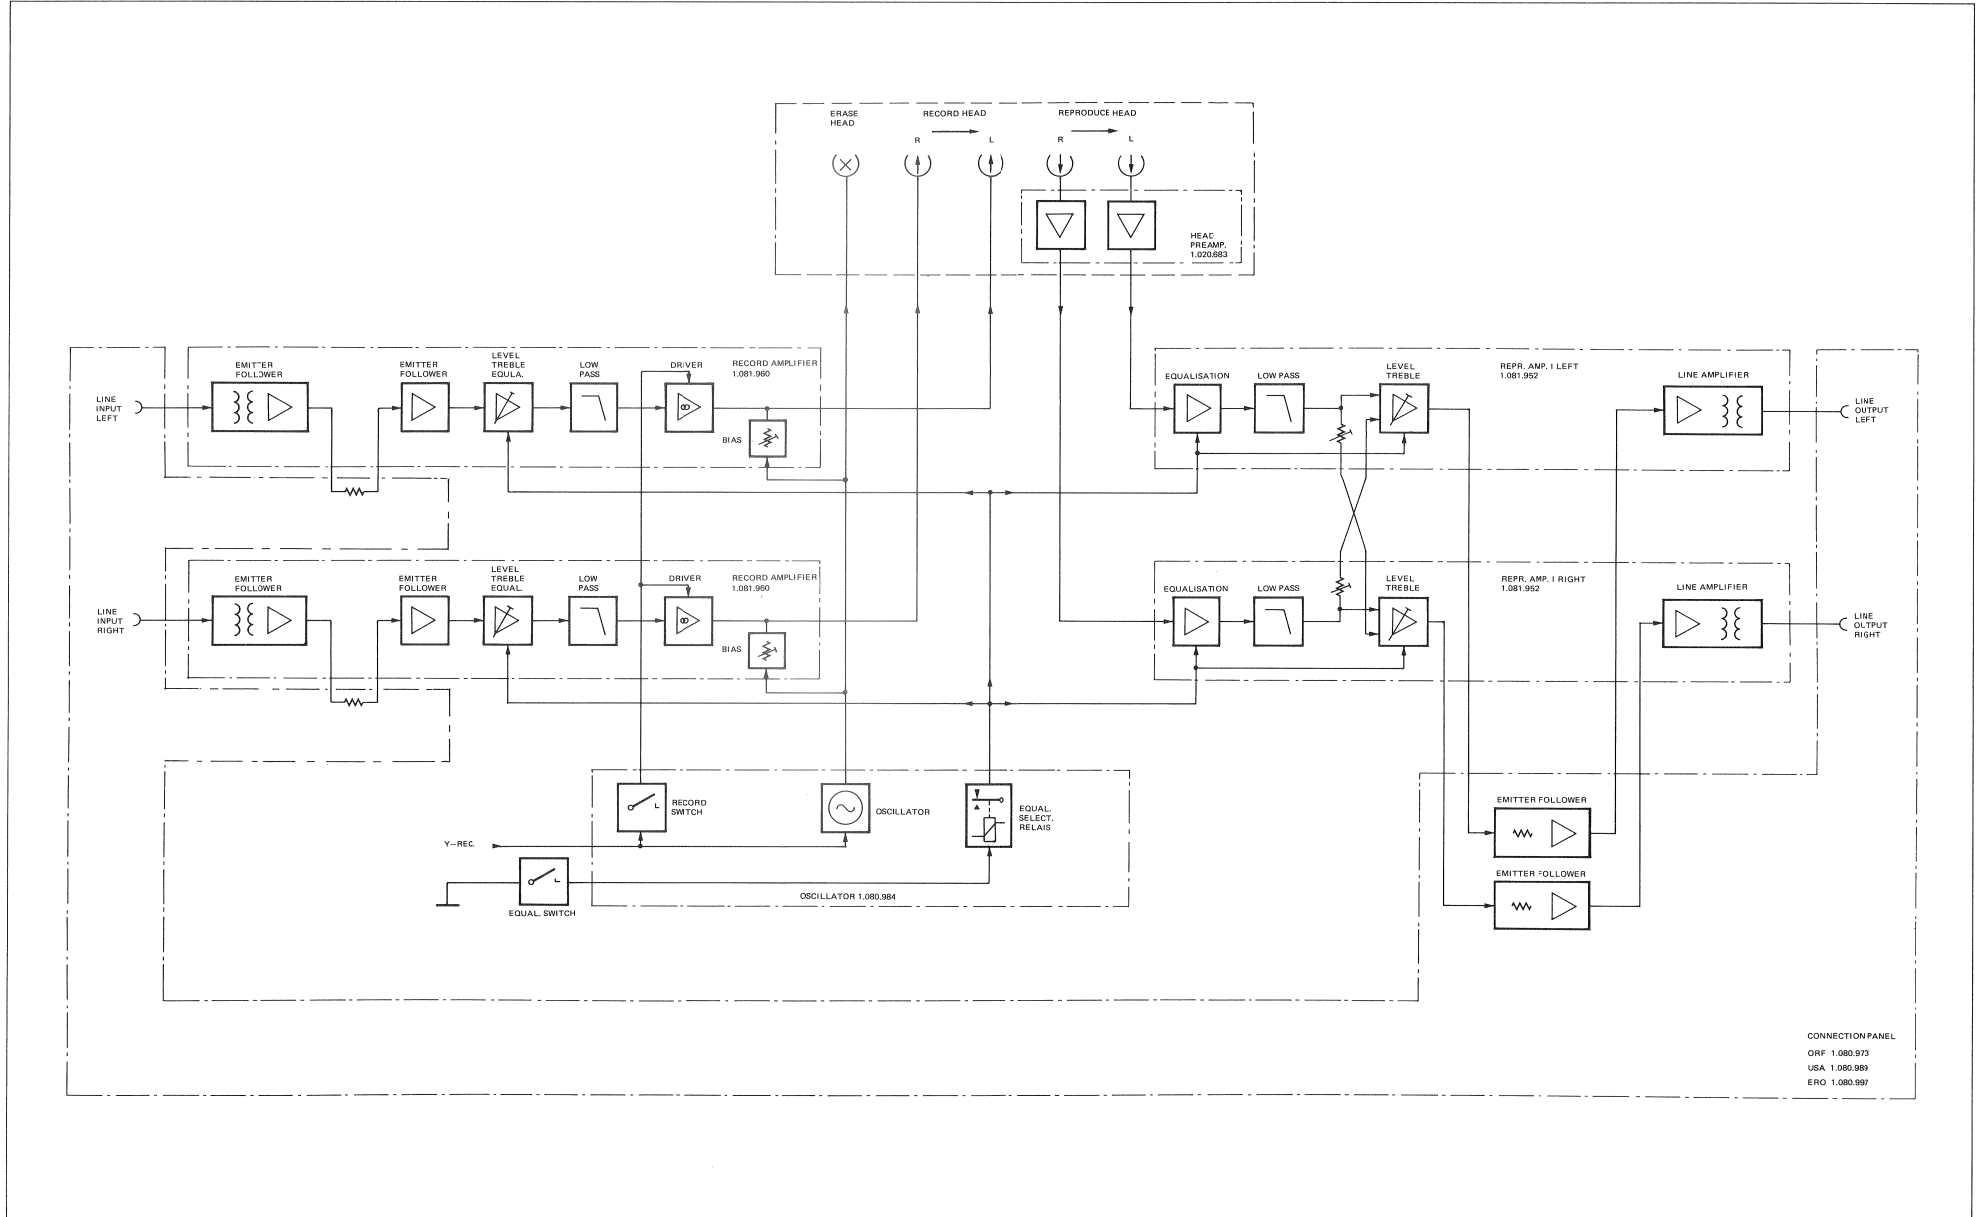 ERASE
HEAD
RECORD HEAD
R
L
REPRODUCE HEAD
R
L
HEAD
PREAMP.
1.020.683
LINE
INPUT
LEFT
EMITTER
FOLLOWER
EMITTER
FOLLOWER
LEVEL
TREBLE
EQULA.
LOW
PASS
DRIVER
RECORD AMPLIFIER
1.081.960
BIAS
EQUALISATION
LOW PASS
LEVEL
TREBLE
REPR. AMP. I LEFT
1.081.952
LINE AMPLIFIER
LINE
OUTPUT
LEFT
LINE
INPUT
RIGHT
EMITTER
FOLLOWER
EMITTER
FOLLOWER
LEVEL
TREBLE
EQUAL.
LOW
PASS
DRIVER
RECORD AMPLIFIER
1.081.960
BIAS
EQUALISATION
LOW PASS
LEVEL
TREBLE
REPR. AMP. I RIGHT
1.081.952
LINE AMPLIFIER
LINE
OUTPUT
RIGHT
RECORD
SWITCH
OSCILLATOR
EQUAL.
SELECT.
RELAIS
Y-REC.
EQUAL. SWITCH
OSCILLATOR 1.080.984
EMITTER FOLLOWER
EMITTER FOLLOWER
CONNECTION PANEL
ORF 1.080.973
USA 1.080.989
ERO 1.080.997